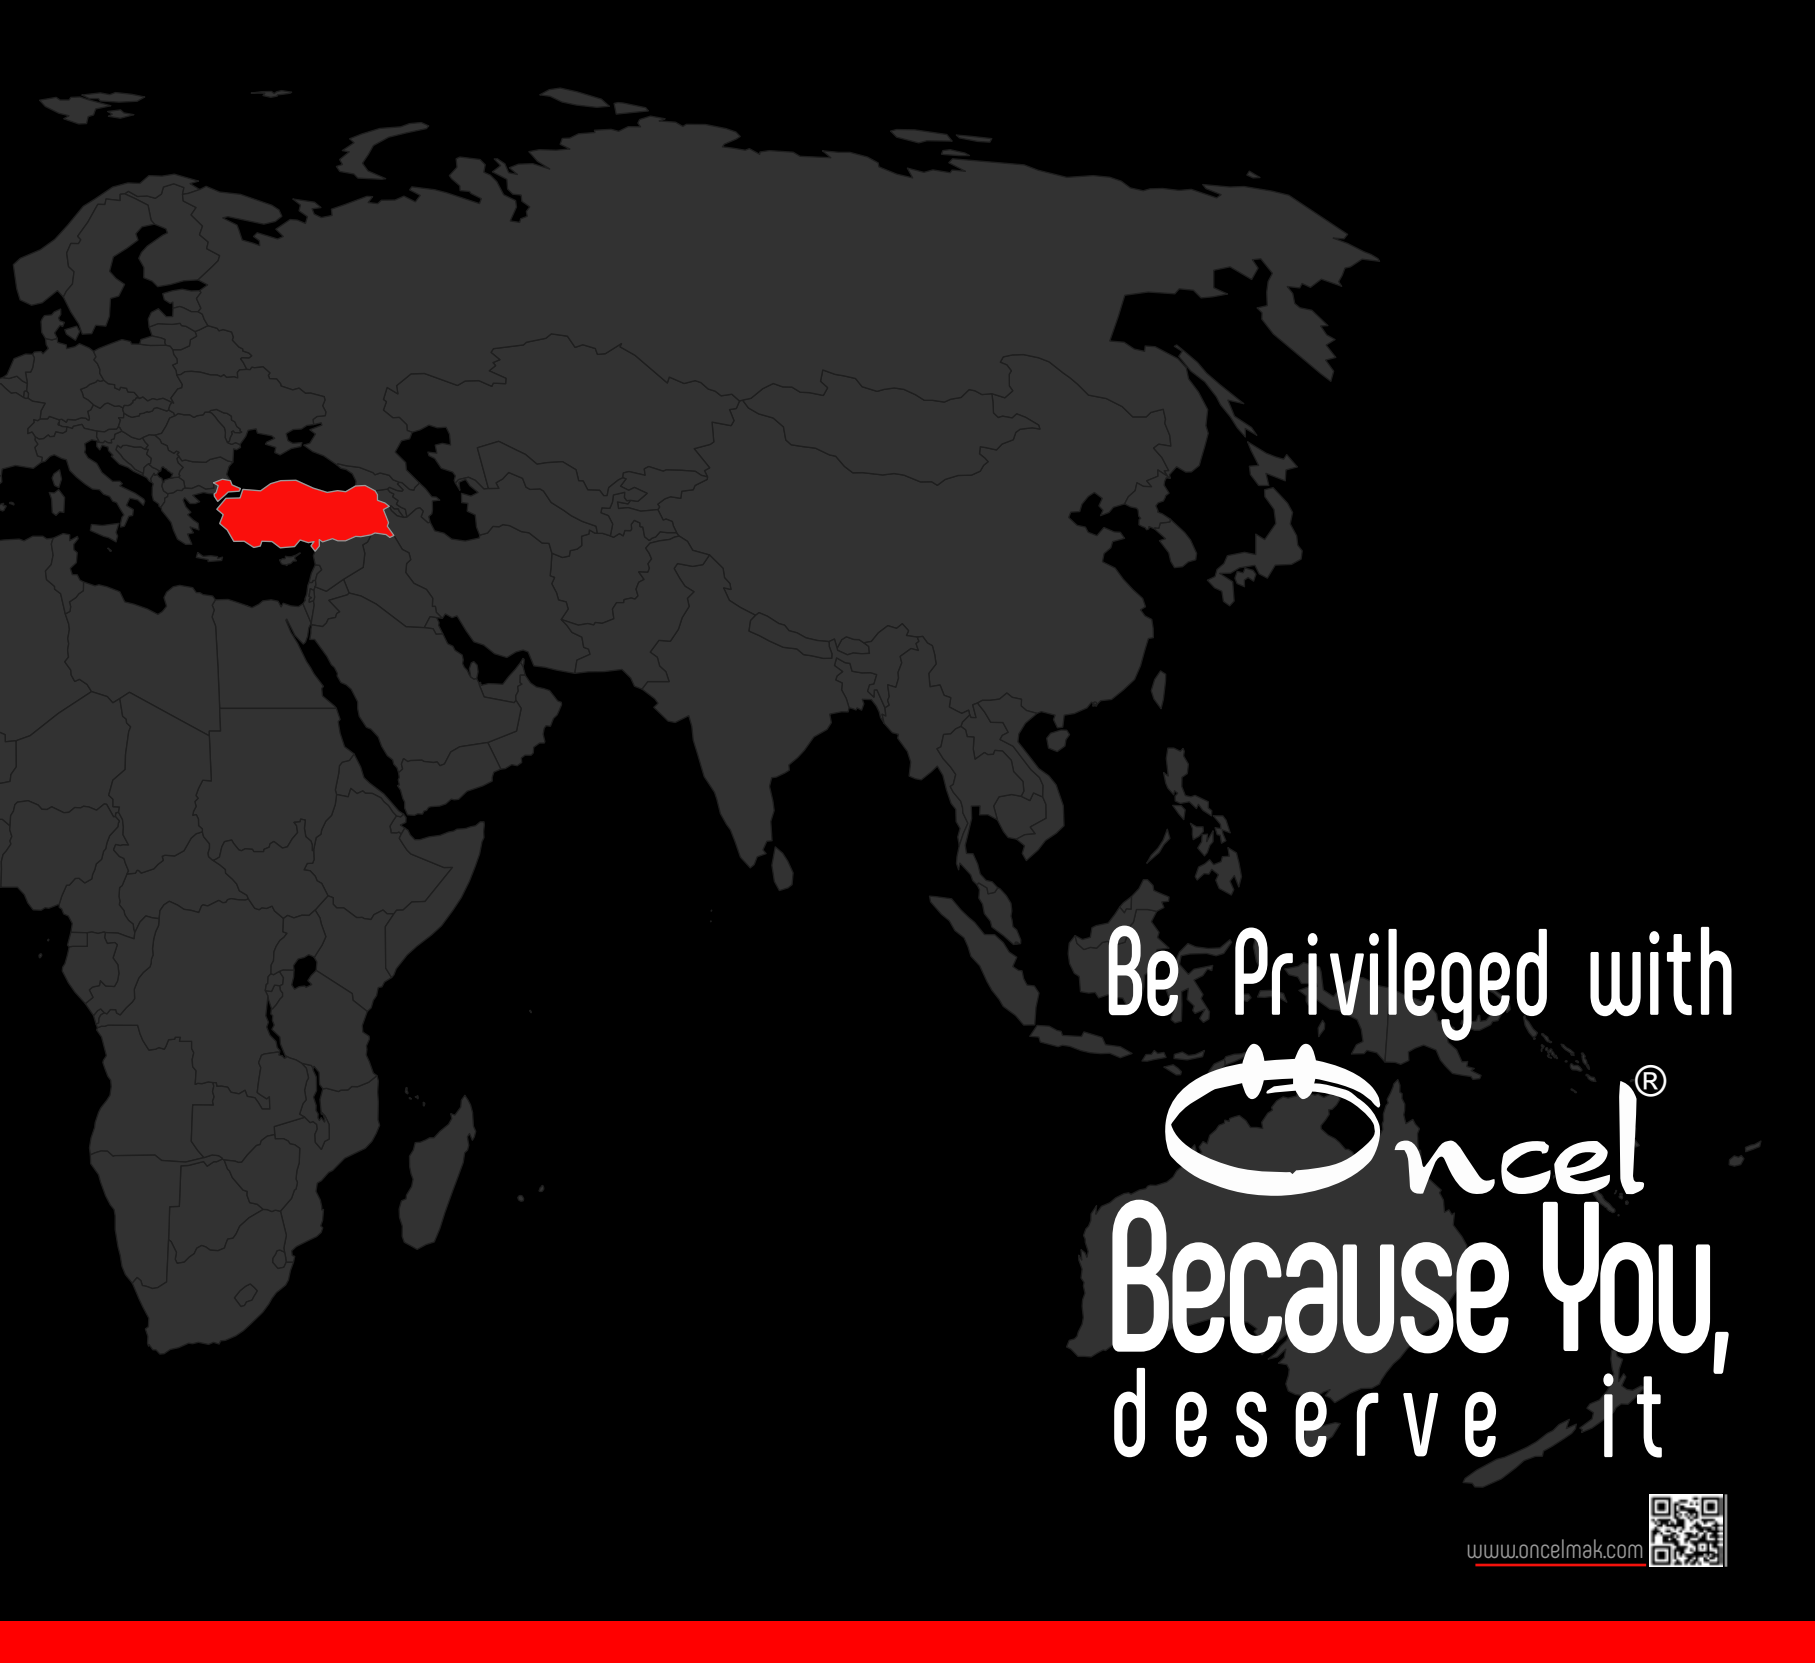 Be Privileged with
Oncel®
Because You,
deserve it
www.oncelmak.com